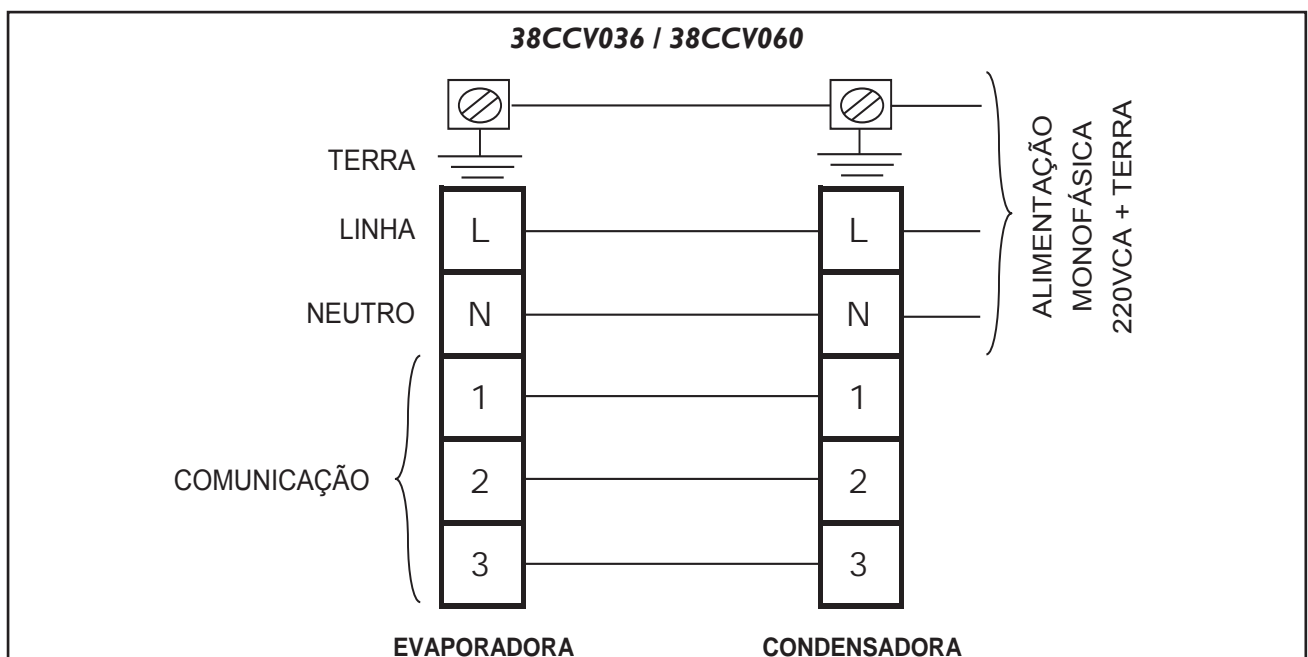 38CCV036 / 38CCV060
TERRA
LINHA
L
L
NEUTRO
N
N
1
1
COMUNICAÇÃO
2
2
3
3
ALIMENTAÇÃO
MONOFÁSICA
220VCA + TERRA
EVAPORADORA
CONDENSADORA